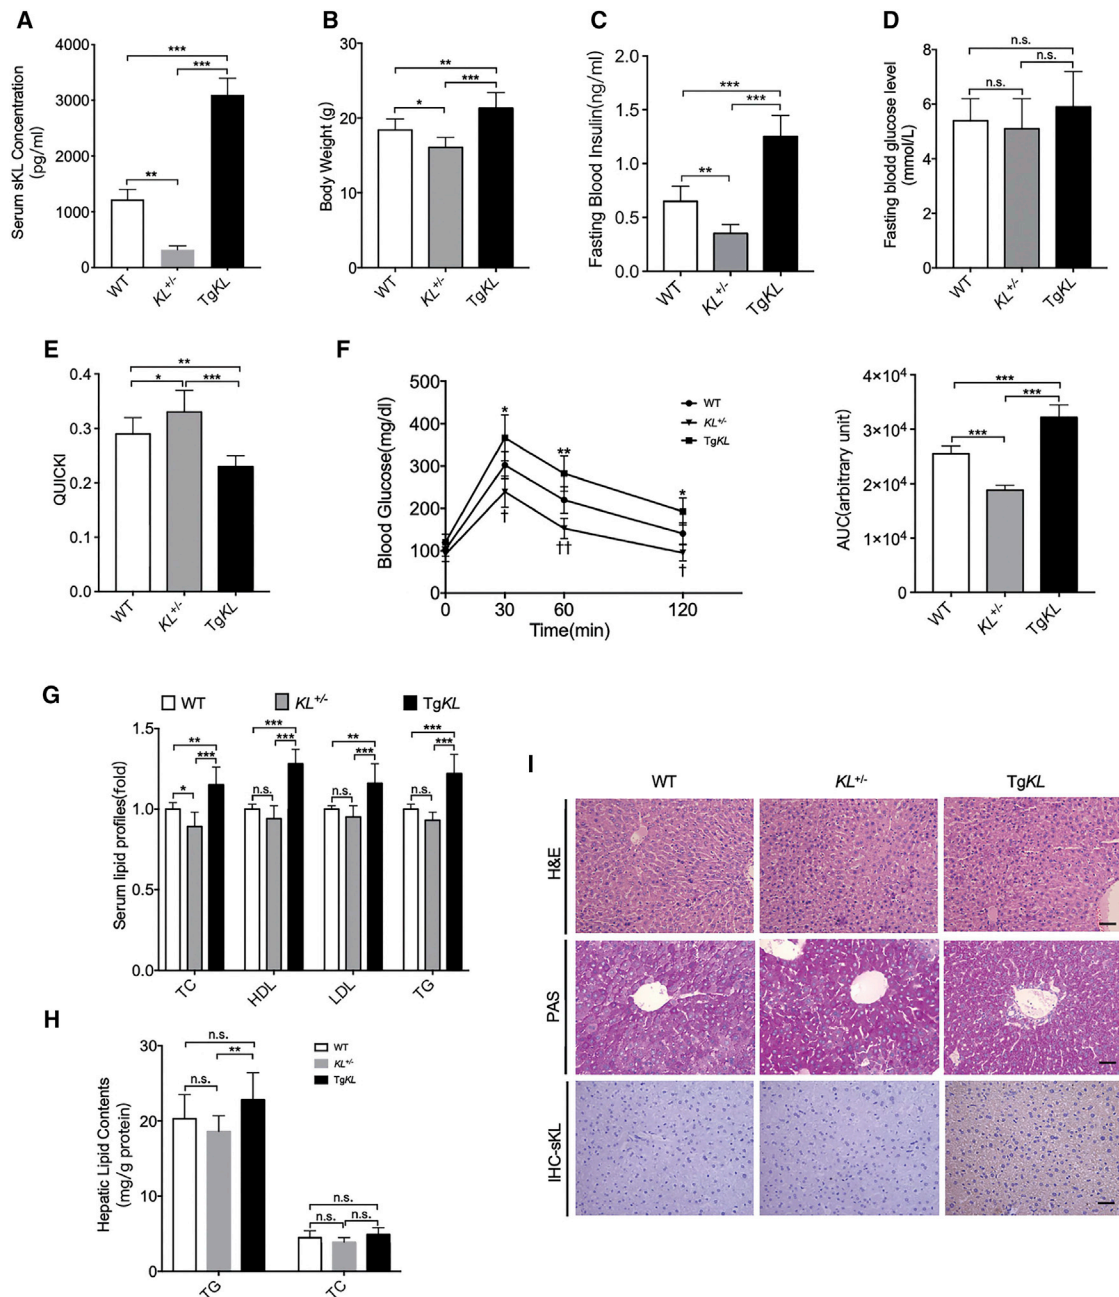 A
Serum sKL Concentration
(pg/ml)
4000
3000
2000
1000
0
***
***
**
WT
KL+/-
TgKL
B
Body Weight (g)
30
20
10
0
**
***
*
WT
KL+/-
TgKL
C
Fasting Blood Insulin(ng/ml)
2.0
1.5
1.0
0.5
0.0
***
***
**
WT
KL+/-
TgKL
D
Fasting blodd glucose level
(mmol/L)
8
6
4
2
0
n.s.
n.s.
n.s.
WT
KL+/-
TgKL
E
QUICKI
0.4
0.3
0.2
0.1
0.0
**
*
***
WT
KL+/-
TgKL
F
Blood Glucose(mg/dl)
500
400
300
200
100
0
*
**
*
†
††
†
WT
KL+/-
TgKL
0 30 60 120
Time(min)
AUC(arbitrary unit)
4×10⁴
3×10⁴
2×10⁴
1×10⁴
0
***
***
***
WT
KL+/-
TgKL
G
WT KL+/- TgKL
Serum lipid profiles(fold)
1.5
1.0
0.5
0.0
**
***
*
***
***
n.s.
**
***
n.s.
***
***
n.s.
TC HDL LDL TG
H
Hepatic Lipid Contents
(mg/g protein)
30
20
10
0
n.s.
**
n.s.
n.s.
n.s. n.s.
WT
KL+/-
TgKL
TG TC
I
WT KL+/- TgKL
H&E
PAS
IHC-sKL